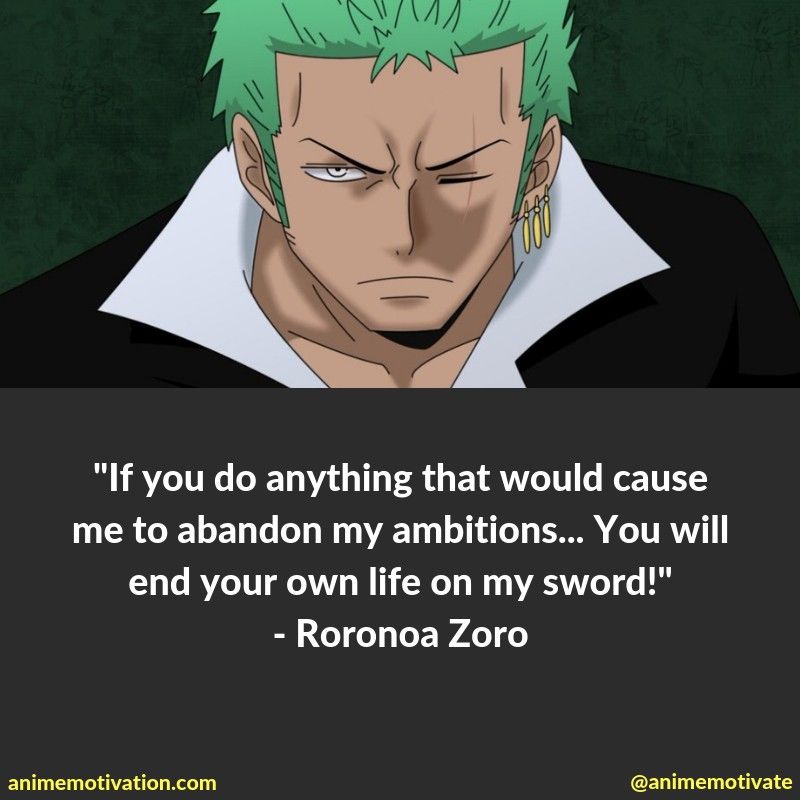 "If you do anything that would cause
me to abandon my ambitions... You will
end your own life on my sword!"
- Roronoa Zoro
animemotivation.com
@animemotivate